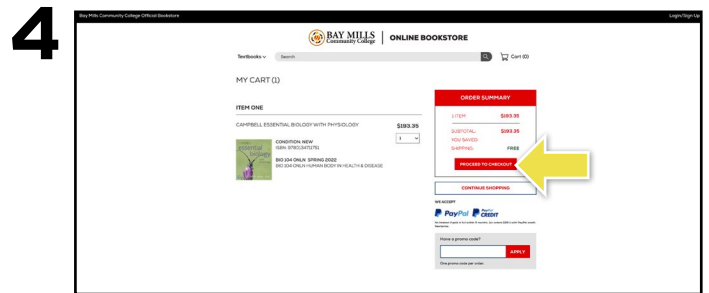 4
Bay Mills Community College Official Bookstore
Login/Sign Up
BAY MILLS
Community College
ONLINE BOOKSTORE
Textbooks
Search
Cart (0)
MY CART (1)
ITEM ONE
CAMPBELL ESSENTIAL BIOLOGY WITH PHYSIOLOGY
$193.35
1
essential
biology
CONDITION: NEW
BIO 104 ONLN SPRING 2022
BIO 104 ONLN HUMAN BODY IN HEALTH & DISEASE
ORDER SUMMARY
1 ITEM $193.35
SUBTOTAL: $193.35
YOU SAVED:
SHIPPING: FREE
PROCEED TO CHECKOUT
CONTINUE SHOPPING
WE ACCEPT
PayPal PayPal CREDIT
Have a promo code?
APPLY
One promo code per order.